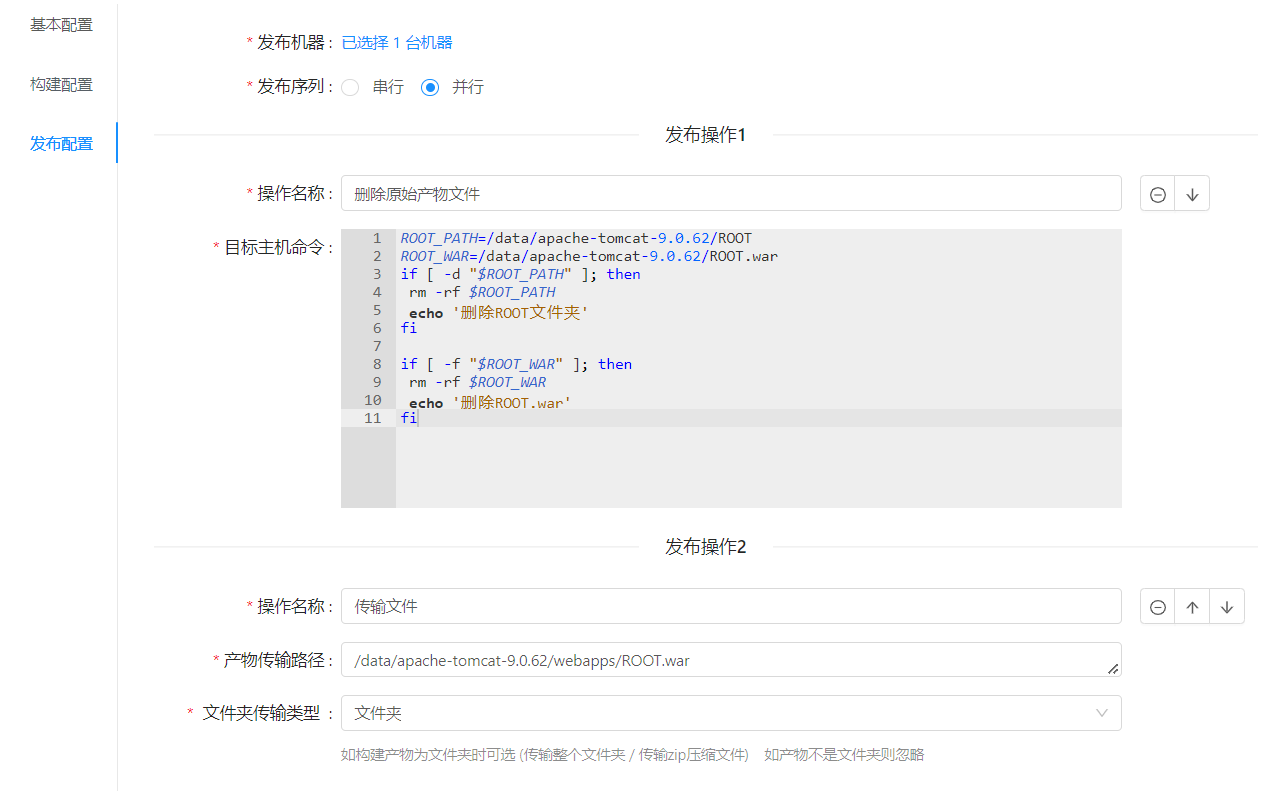 基本配置
* 发布机器 : 已选择 1 台机器
构建配置
* 发布序列 : 串行 并行
发布配置
发布操作1
* 操作名称 : 删除原始产物文件
* 目标主机命令 :
1 ROOT_PATH=/data/apache-tomcat-9.0.62/ROOT
2 ROOT_WAR=/data/apache-tomcat-9.0.62/ROOT.war
3 if [ -d "$ROOT_PATH" ]; then
4 rm -rf $ROOT_PATH
5 echo '删除ROOT文件夹'
6 fi
7
8 if [ -f "$ROOT_WAR" ]; then
9 rm -rf $ROOT_WAR
10 echo '删除ROOT.war'
11 fi
发布操作2
* 操作名称 : 传输文件
* 产物传输路径 : /data/apache-tomcat-9.0.62/webapps/ROOT.war
* 文件夹传输类型 : 文件夹
如构建产物为文件夹时可选 (传输整个文件夹 / 传输zip压缩文件) 如产物不是文件夹则忽略